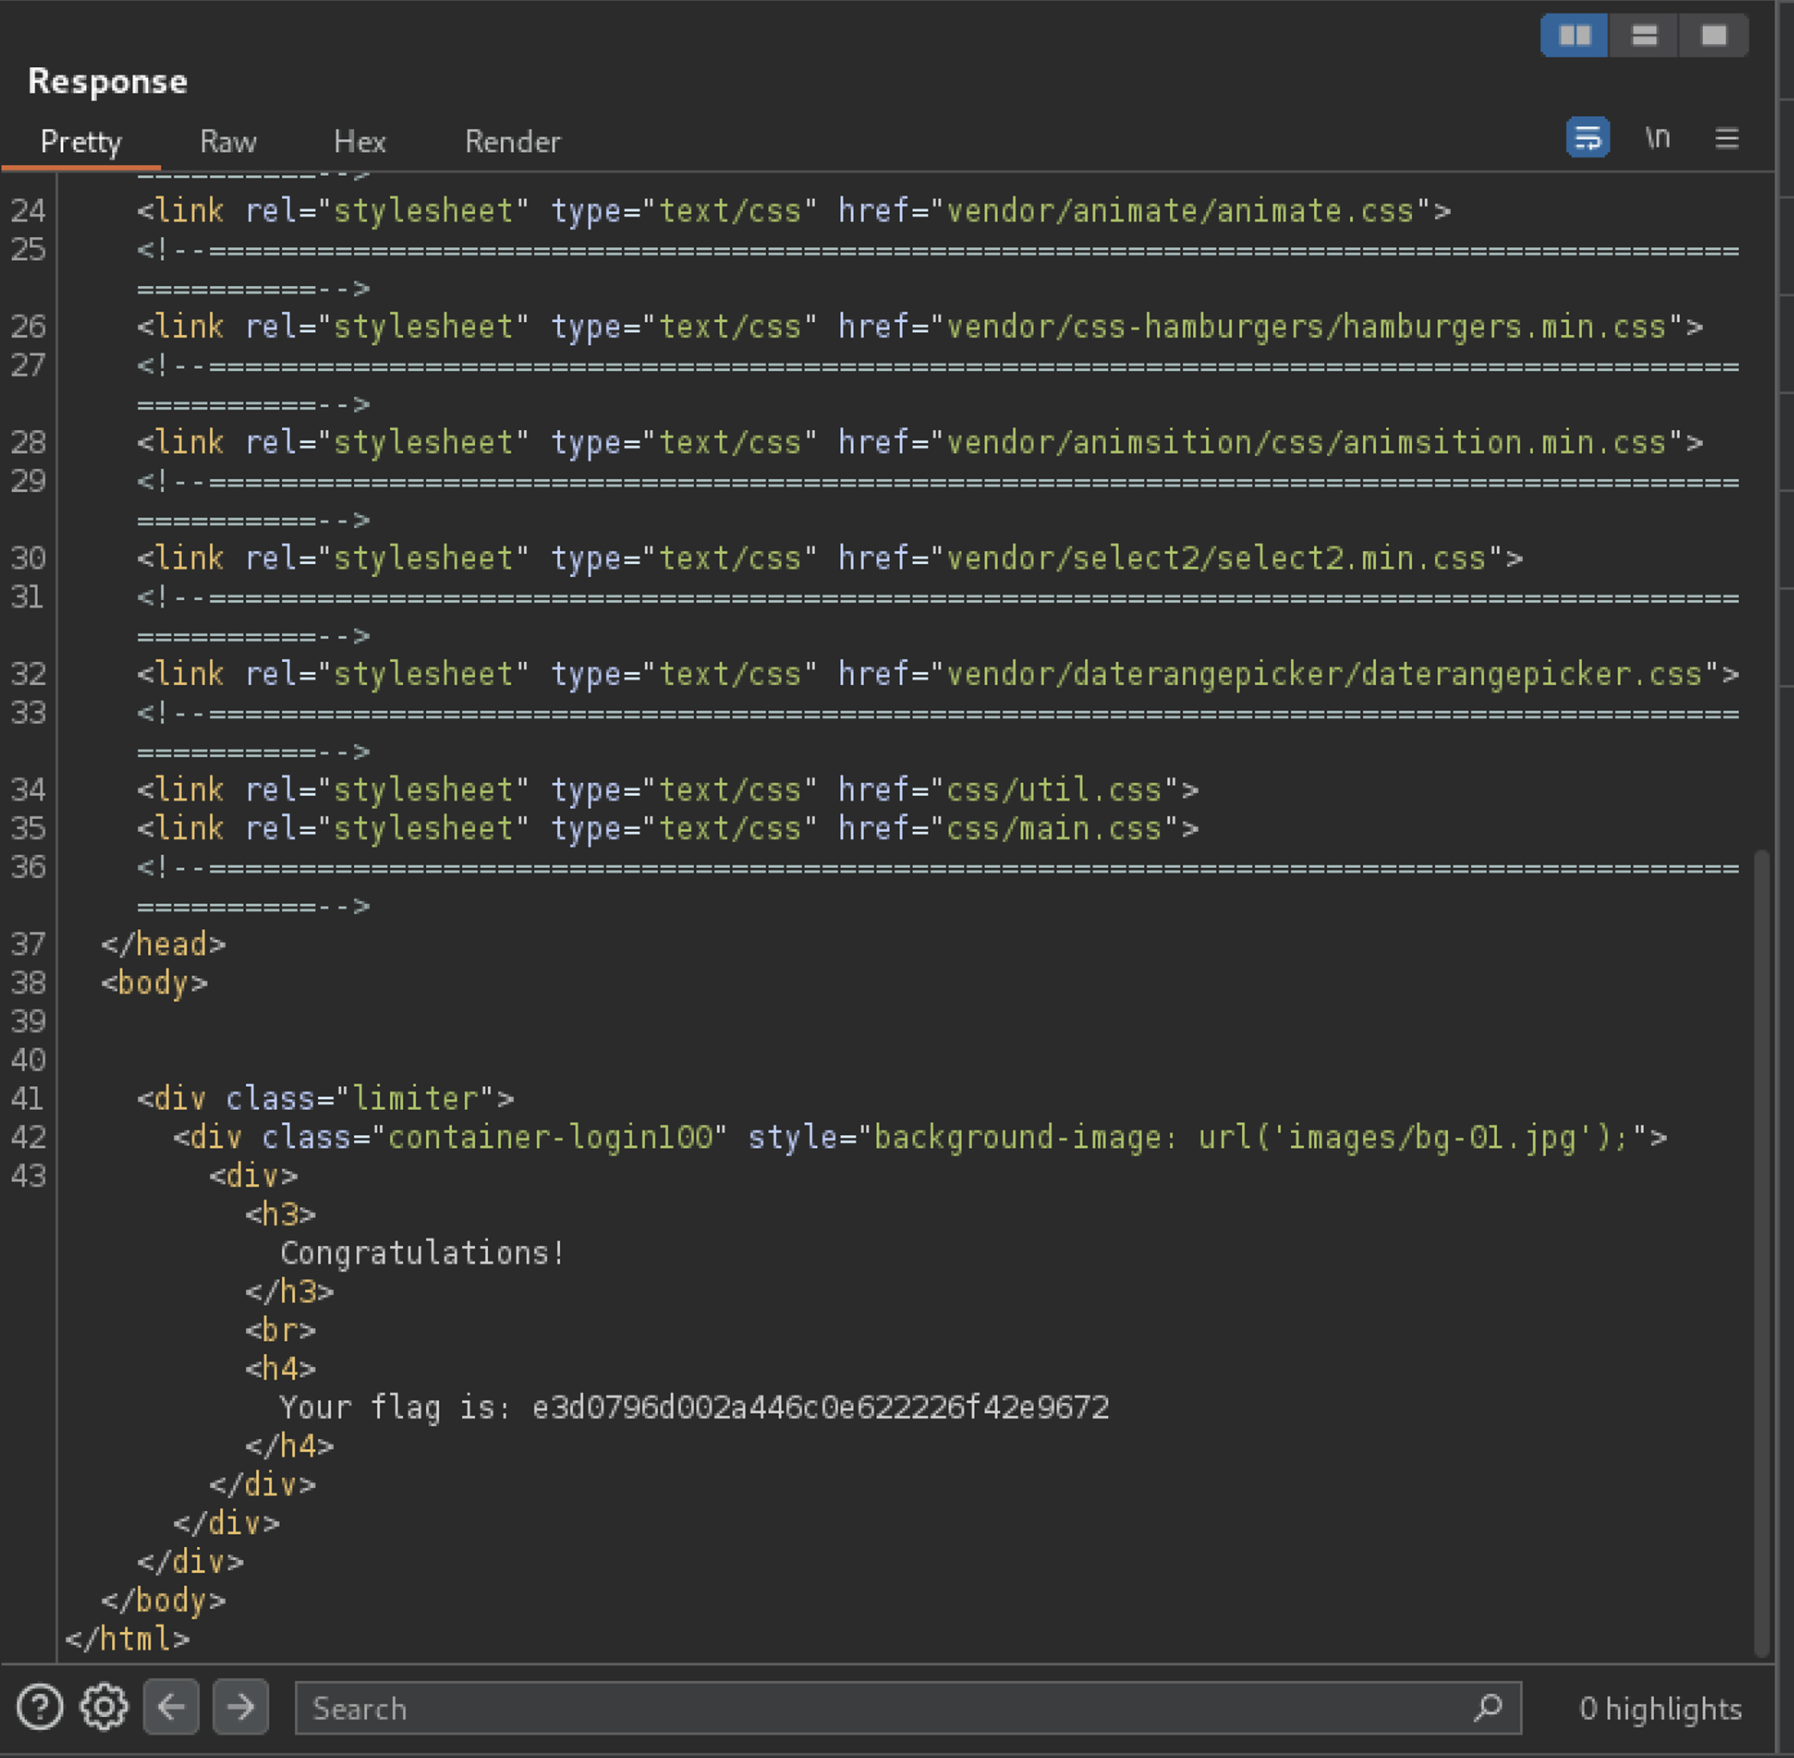 Response
Pretty Raw Hex Render \n
==========-->
24 <link rel="stylesheet" type="text/css" href="vendor/animate/animate.css">
25 <!--=====================================================================================
==========-->
26 <link rel="stylesheet" type="text/css" href="vendor/css-hamburgers/hamburgers.min.css">
27 <!--=====================================================================================
==========-->
28 <link rel="stylesheet" type="text/css" href="vendor/animsition/css/animsition.min.css">
29 <!--=====================================================================================
==========-->
30 <link rel="stylesheet" type="text/css" href="vendor/select2/select2.min.css">
31 <!--=====================================================================================
==========-->
32 <link rel="stylesheet" type="text/css" href="vendor/daterangepicker/daterangepicker.css">
33 <!--=====================================================================================
==========-->
34 <link rel="stylesheet" type="text/css" href="css/util.css">
35 <link rel="stylesheet" type="text/css" href="css/main.css">
36 <!--=====================================================================================
==========-->
37 </head>
38 <body>
39
40
41 <div class="limiter">
42 <div class="container-login100" style="background-image: url('images/bg-01.jpg');">
43 <div>
<h3>
Congratulations!
</h3>
<br>
<h4>
Your flag is: e3d0796d002a446c0e622226f42e9672
</h4>
</div>
</div>
</div>
</body>
</html>
Search 0 highlights